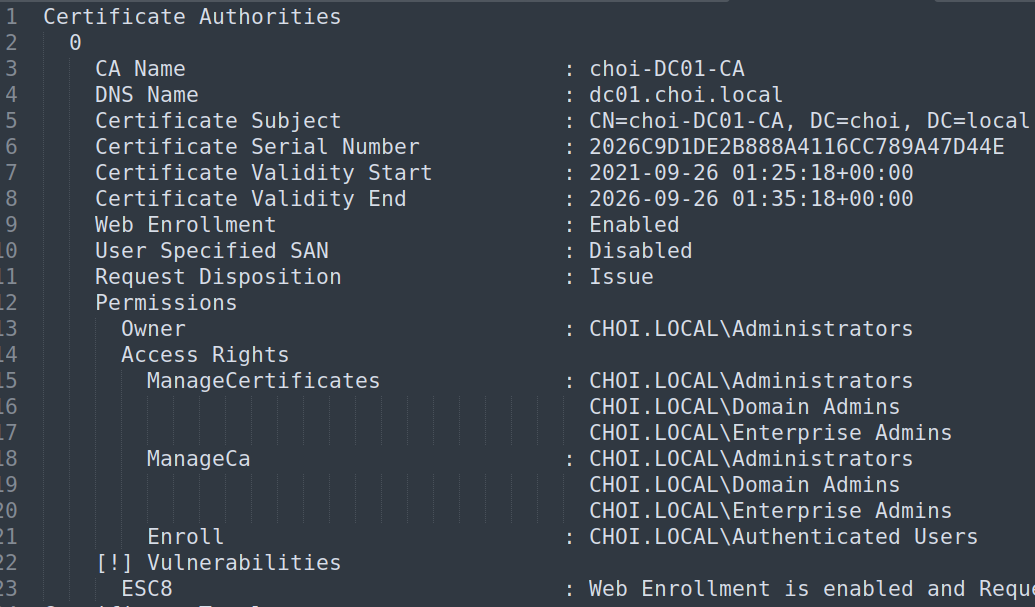 1 Certificate Authorities
2 0
3 CA Name : choi-DC01-CA
4 DNS Name : dc01.choi.local
5 Certificate Subject : CN=choi-DC01-CA, DC=choi, DC=local
6 Certificate Serial Number : 2026C9D1DE2B888A4116CC789A47D44E
7 Certificate Validity Start : 2021-09-26 01:25:18+00:00
8 Certificate Validity End : 2026-09-26 01:35:18+00:00
9 Web Enrollment : Enabled
10 User Specified SAN : Disabled
11 Request Disposition : Issue
12 Permissions
13 Owner : CHOI.LOCAL\Administrators
14 Access Rights
15 ManageCertificates : CHOI.LOCAL\Administrators
16 CHOI.LOCAL\Domain Admins
17 CHOI.LOCAL\Enterprise Admins
18 ManageCa : CHOI.LOCAL\Administrators
19 CHOI.LOCAL\Domain Admins
20 CHOI.LOCAL\Enterprise Admins
21 Enroll : CHOI.LOCAL\Authenticated Users
22 [!] Vulnerabilities
23 ESC8 : Web Enrollment is enabled and Requ